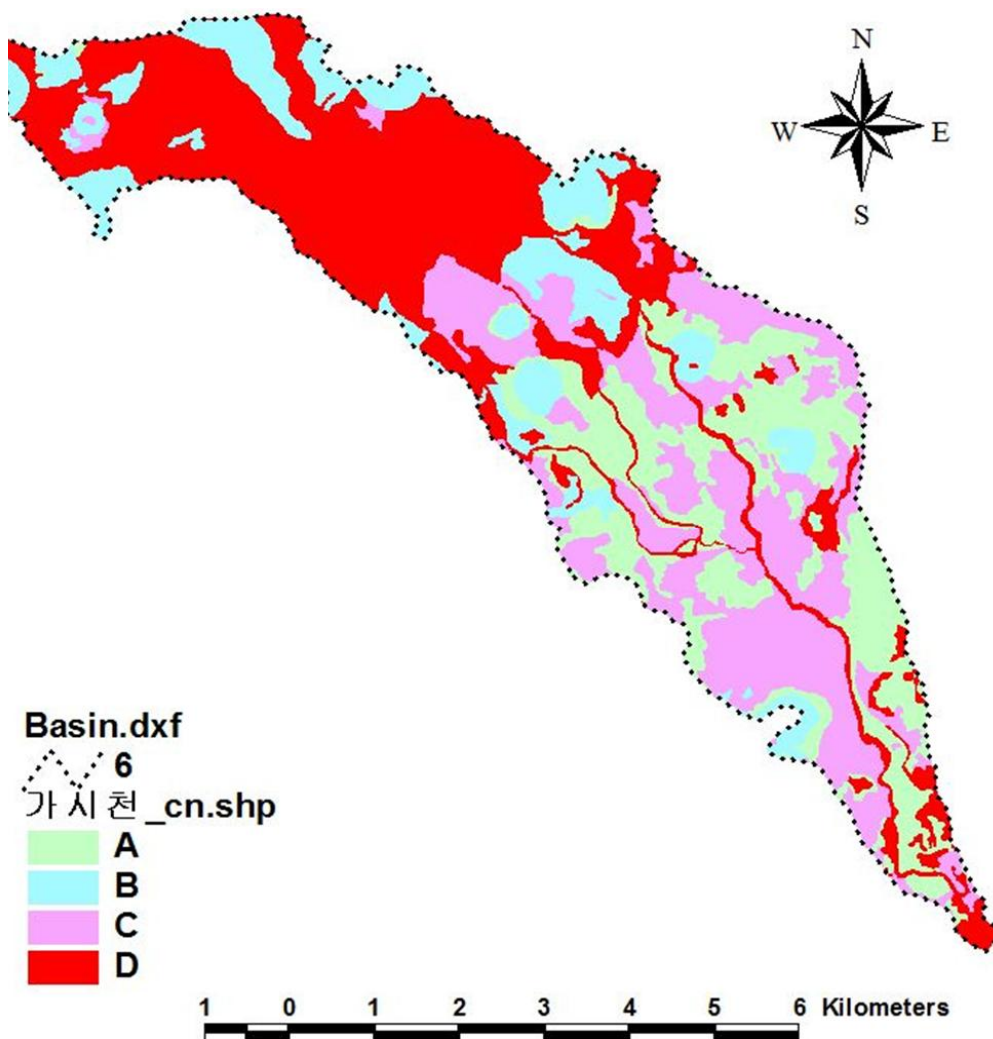 N
W E
S
Basin.dxf
6
가시천_cn.shp
A
B
C
D
1 0 1 2 3 4 5 6 Kilometers